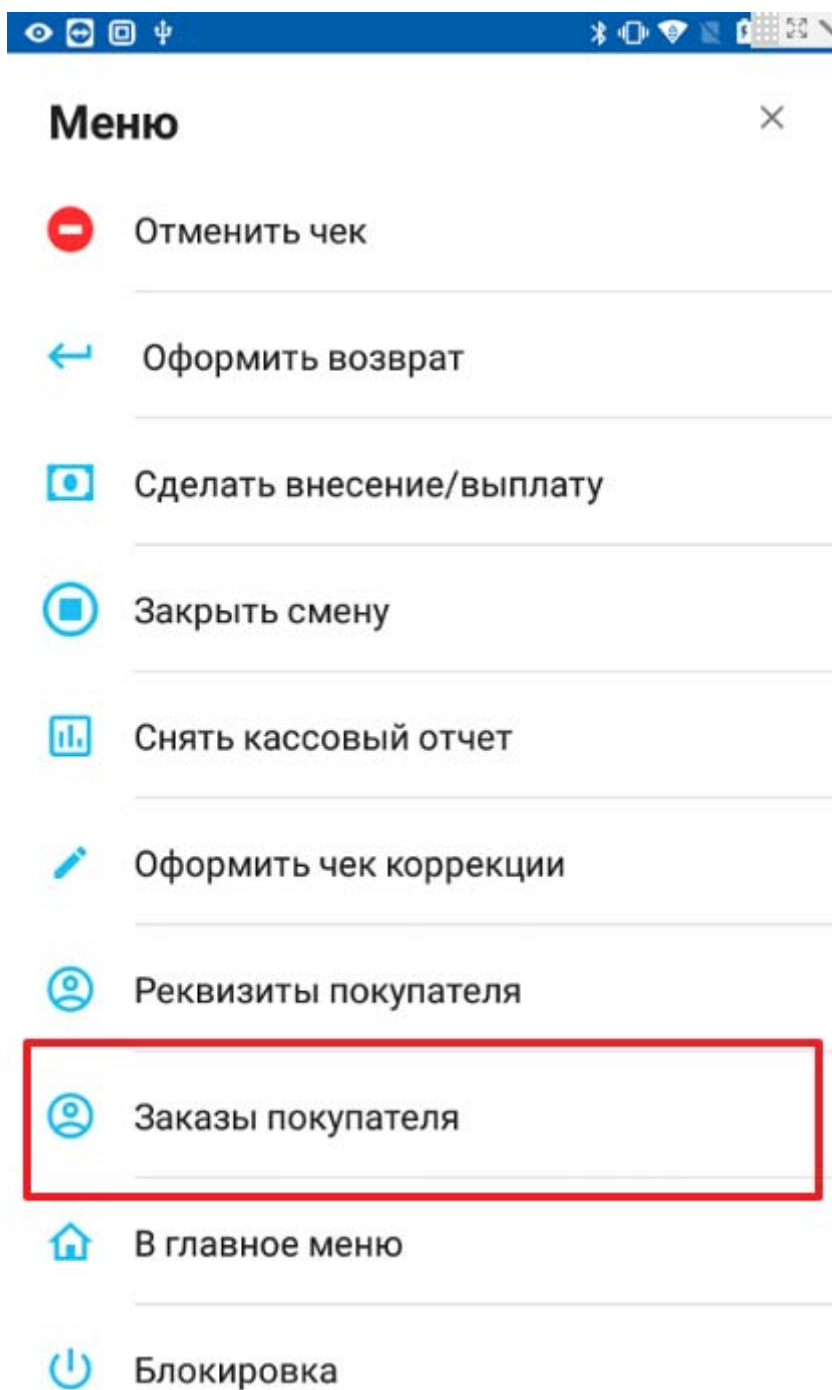 Меню
Отменить чек
Оформить возврат
Сделать внесение/выплату
Закрыть смену
Снять кассовый отчет
Оформить чек коррекции
Реквизиты покупателя
Заказы покупателя
В главное меню
Блокировка